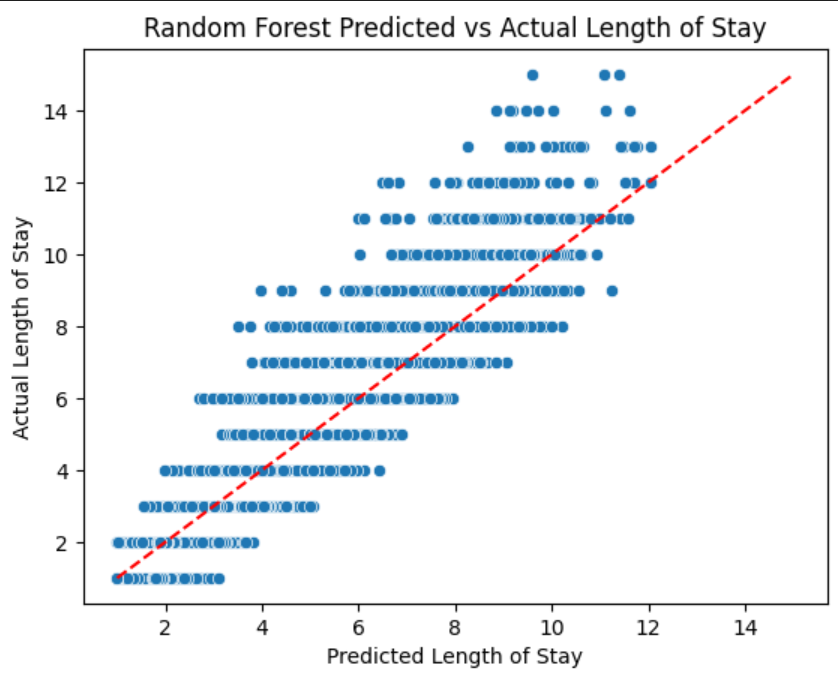 Random Forest Predicted vs Actual Length of Stay
14
12
10
8
6
4
2
Actual Length of Stay
2 4 6 8 10 12 14
Predicted Length of Stay